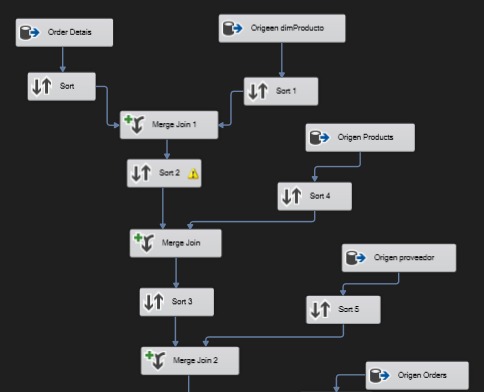 Order Detais
Origeen dimProducto
Sort
Sort 1
Merge Join 1
Origen Products
Sort 2
Sort 4
Merge Join
Origen proveedor
Sort 3
Sort 5
Merge Join 2
Origen Orders